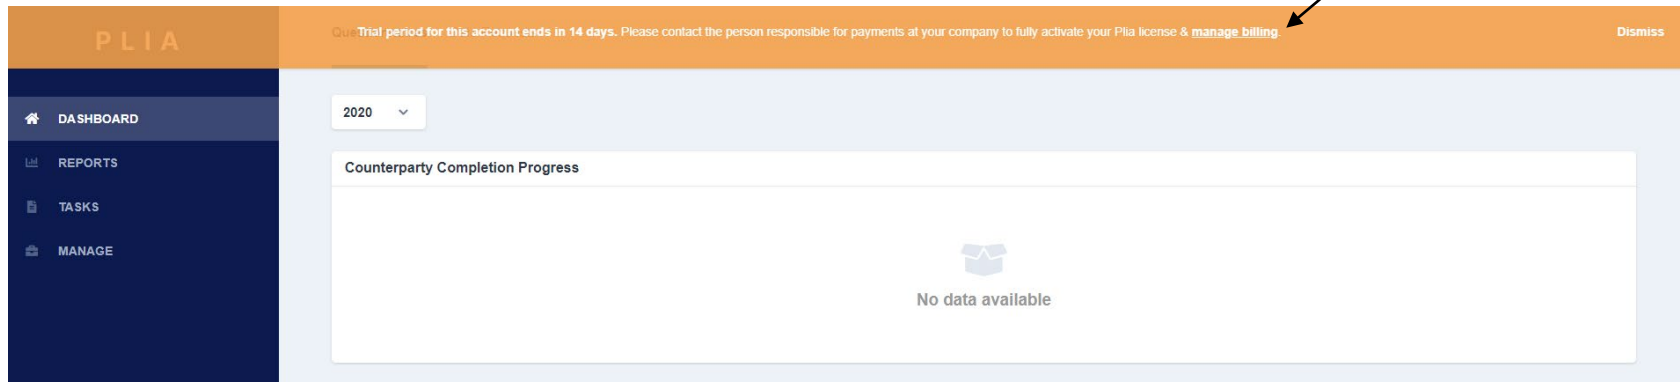 PLIA
Trial period for this account ends in 14 days. Please contact the person responsible for payments at your company to fully activate your Plia license & manage billing.
Dismiss
DASHBOARD
REPORTS
TASKS
MANAGE
2020
Counterparty Completion Progress
No data available